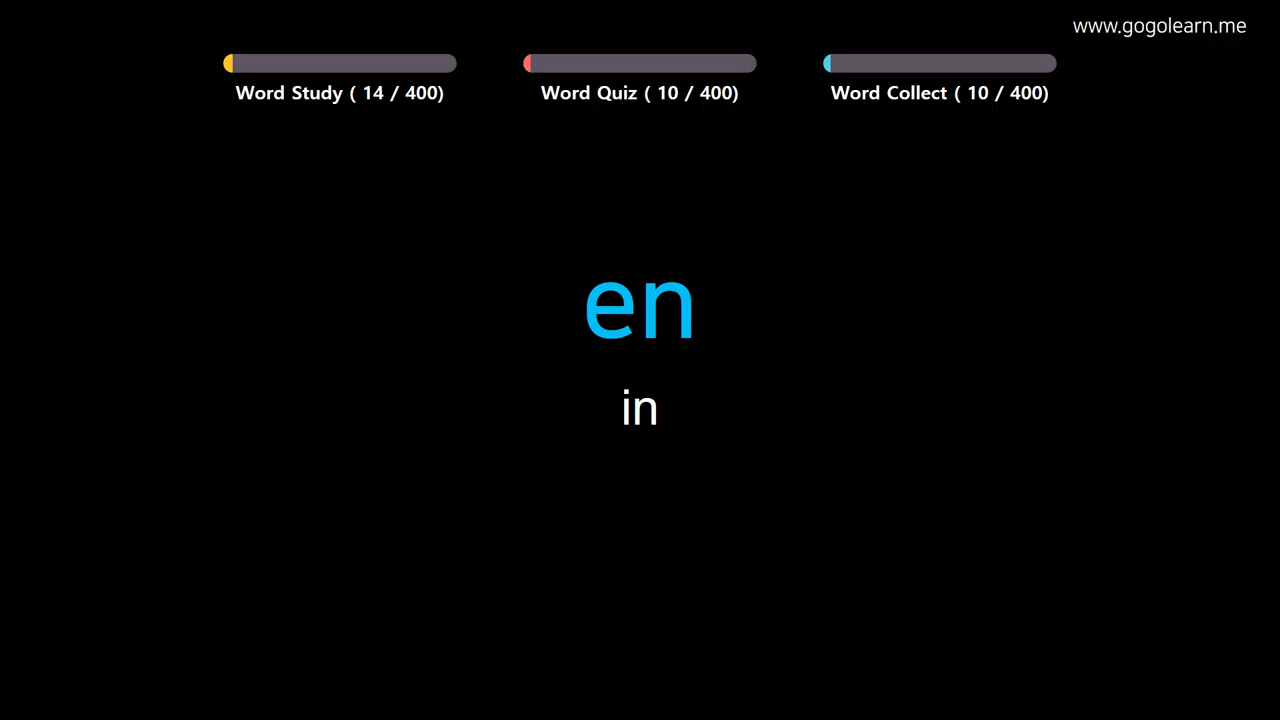 www.gogolearn.me
Word Study ( 14 / 400)
Word Quiz ( 10 / 400)
Word Collect ( 10 / 400)
en
in